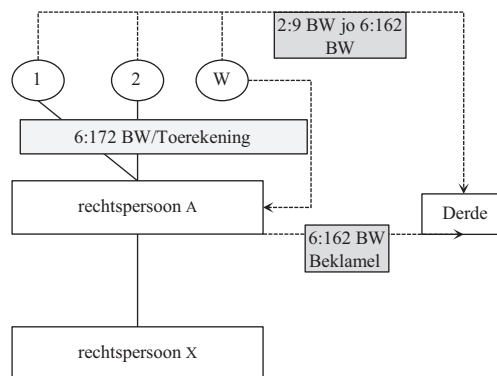 2:9 BW jo 6:162
BW
1
2
W
6:172 BW/Toerekening
rechtspersoon A
Derde
6:162 BW
Beklamel
rechtspersoon X